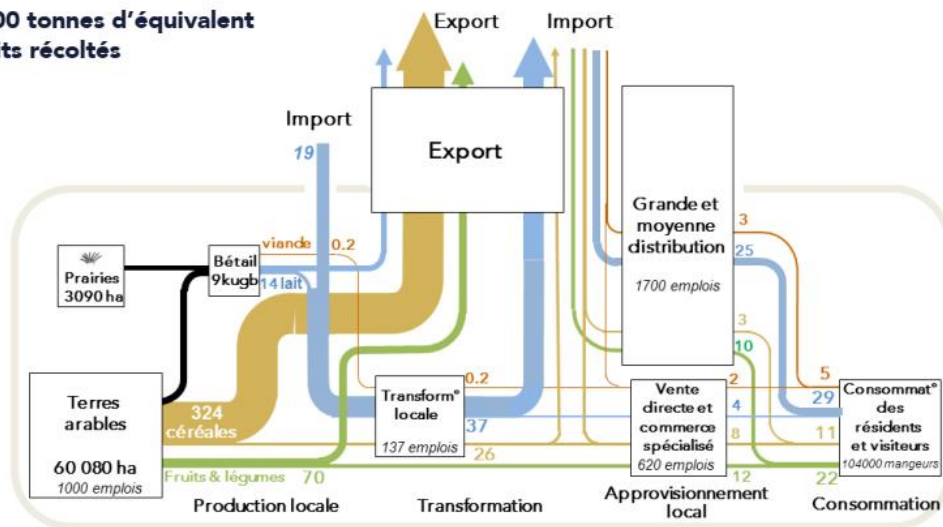 00 tonnes d'équivalent
its récoltés
Export
Import
Import
19
Export
Grande et
moyenne
distribution
1700 emplois
3
25
3
10
Prairies
3090 ha
viande
0.2
Bétail
9kugb
14 lait
Terres
arables
60 080 ha
1000 emplois
324
céréales
Fruits & légumes
70
Transform°
locale
137 emplois
0.2
37
26
Vente
directe et
commerce
spécialisé
620 emplois
2
4
8
12
5
29
11
22
Consommat°
des
résidents
et visiteurs
104000 mangeurs
Production locale
Transformation
Approvisionnement
local
Consommation